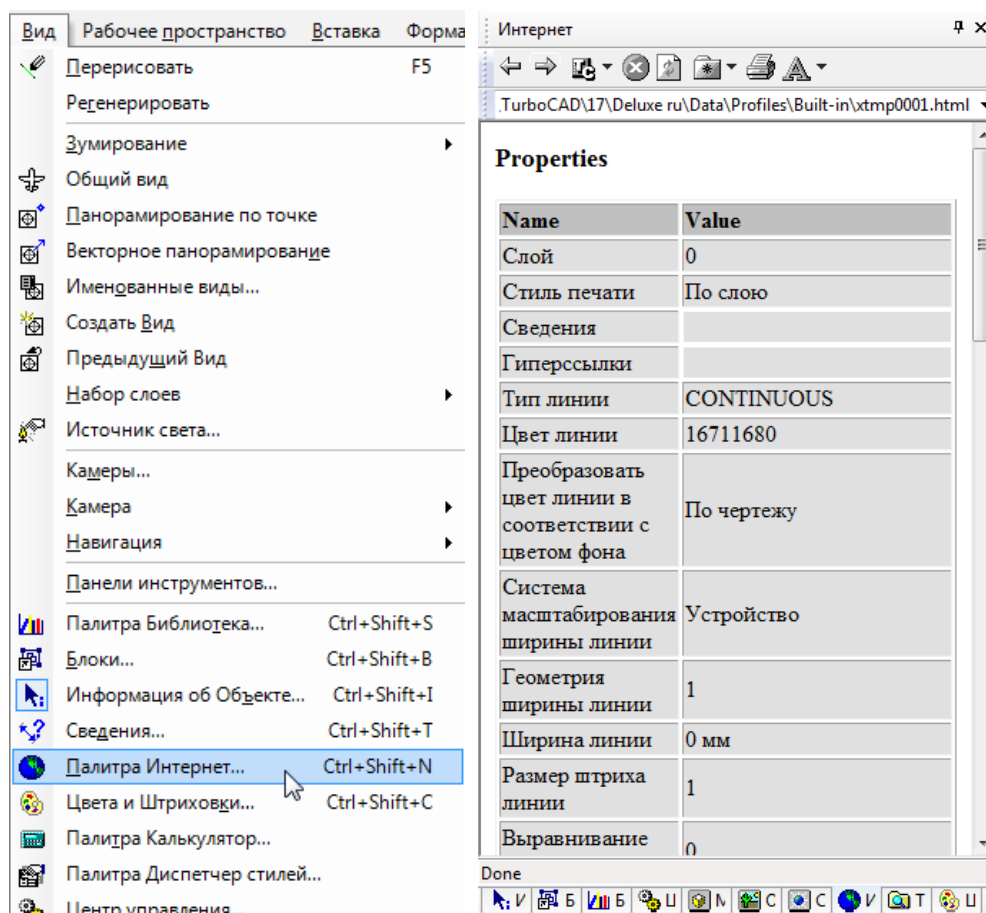 Вид Рабочее пространство Вставка Форма
Перерисовать F5
Регенерировать
Зумирование
Общий вид
Панорамирование по точке
Векторное панорамирование
Именованные виды...
Создать Вид
Предыдущий Вид
Набор слоев
Источник света...
Камеры...
Камера
Навигация
Панели инструментов...
Палитра Библиотека... Ctrl+Shift+S
Блоки... Ctrl+Shift+B
Информация об Объекте... Ctrl+Shift+I
Сведения... Ctrl+Shift+T
Палитра Интернет... Ctrl+Shift+N
Цвета и Штриховки... Ctrl+Shift+C
Палитра Калькулятор...
Палитра Диспетчер стилей...
Центр управления...
Интернет
.TurboCAD\17\Deluxe ru\Data\Profiles\Built-in\xtmp0001.html
Properties
Name Value
Слой 0
Стиль печати По слою
Сведения
Гиперссылки
Тип линии CONTINUOUS
Цвет линии 16711680
Преобразовать
цвет линии в
соответствии с
цветом фона
По чертежу
Система
масштабирования
ширины линии
Устройство
Геометрия
ширины линии
1
Ширина линии 0 мм
Размер штриха
линии
1
Выравнивание
0
Done
И Б Б Ц М С С И Т Ц